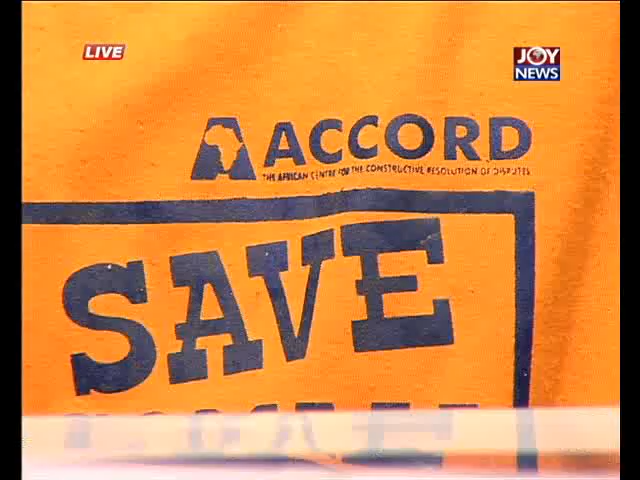 LIVE
JOY
NEWS
ACCORD
THE AFRICAN CENTRE FOR THE CONSTRUCTIVE RESOLUTION OF DISPUTES
SAVE